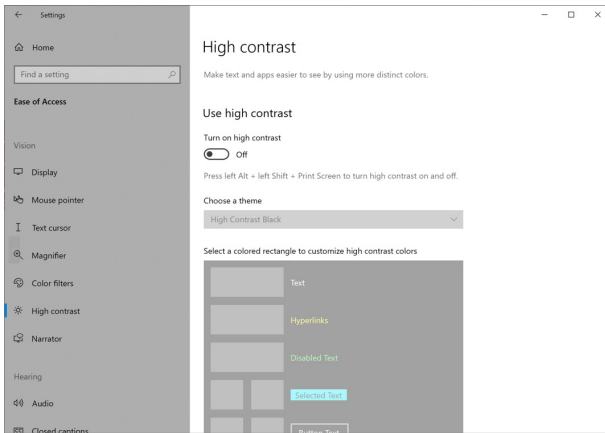 Settings
Home
Find a setting
Ease of Access
Vision
Display
Mouse pointer
Text cursor
Magnifier
Color filters
High contrast
Narrator
Hearing
Audio
Closed captions
High contrast
Make text and apps easier to see by using more distinct colors.
Use high contrast
Turn on high contrast
Off
Press left Alt + left Shift + Print Screen to turn high contrast on and off.
Choose a theme
High Contrast Black
Select a colored rectangle to customize high contrast colors
Text
Hyperlinks
Disabled Text
Selected Text
Button Text